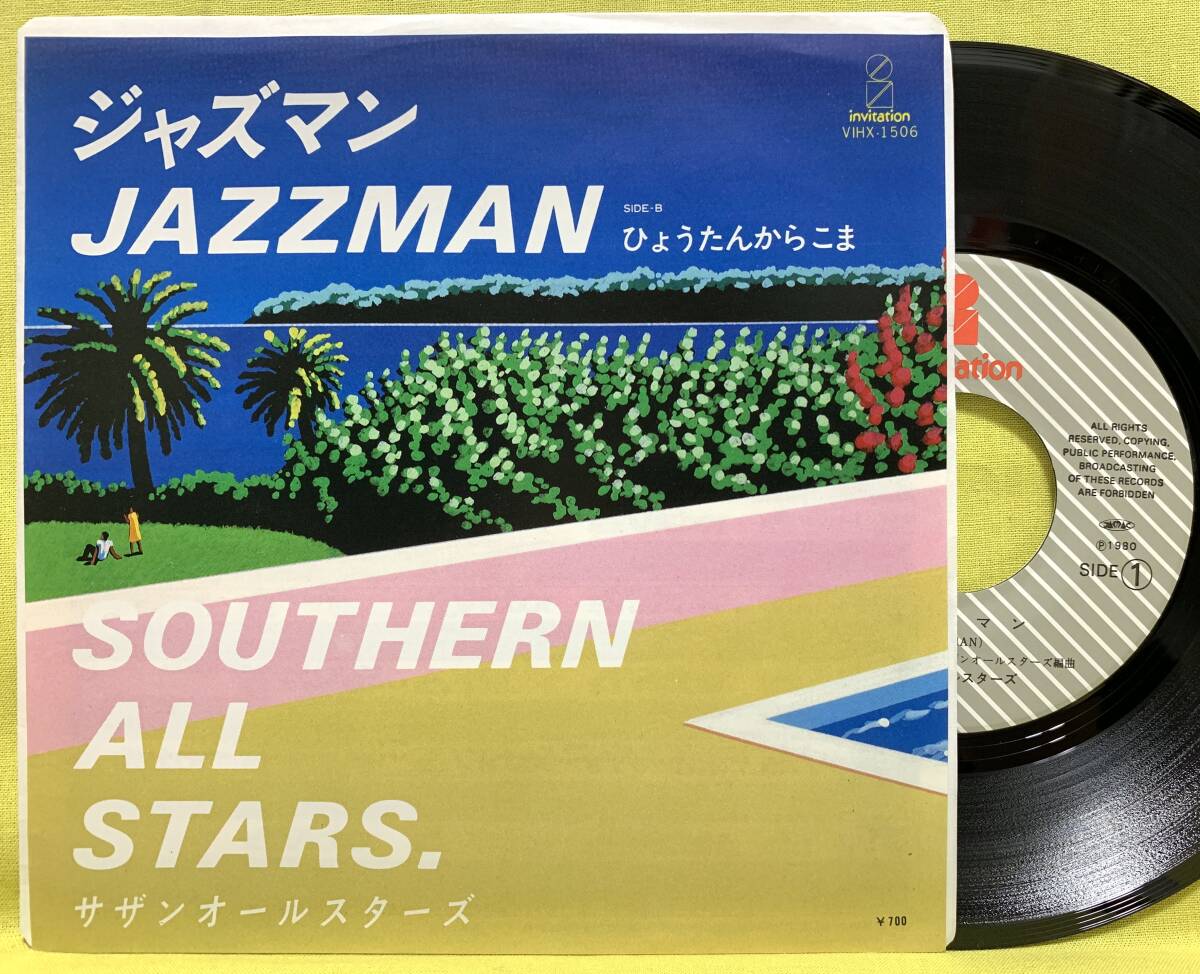 ジャズマン
JAZZMAN
SIDE-B
ひょうたんからこま
invitation
VIHX-1506
SOUTHERN
ALL
STARS.
サザンオールスターズ
¥700
ation
ALL RIGHTS
RESERVED. COPYING,
PUBLIC PERFORMANCE,
BROADCASTING
OF THESE RECORDS
ARE FORBIDDEN
℗1980
SIDE 1
マン
AN)
ンオールスターズ編曲
スターズ